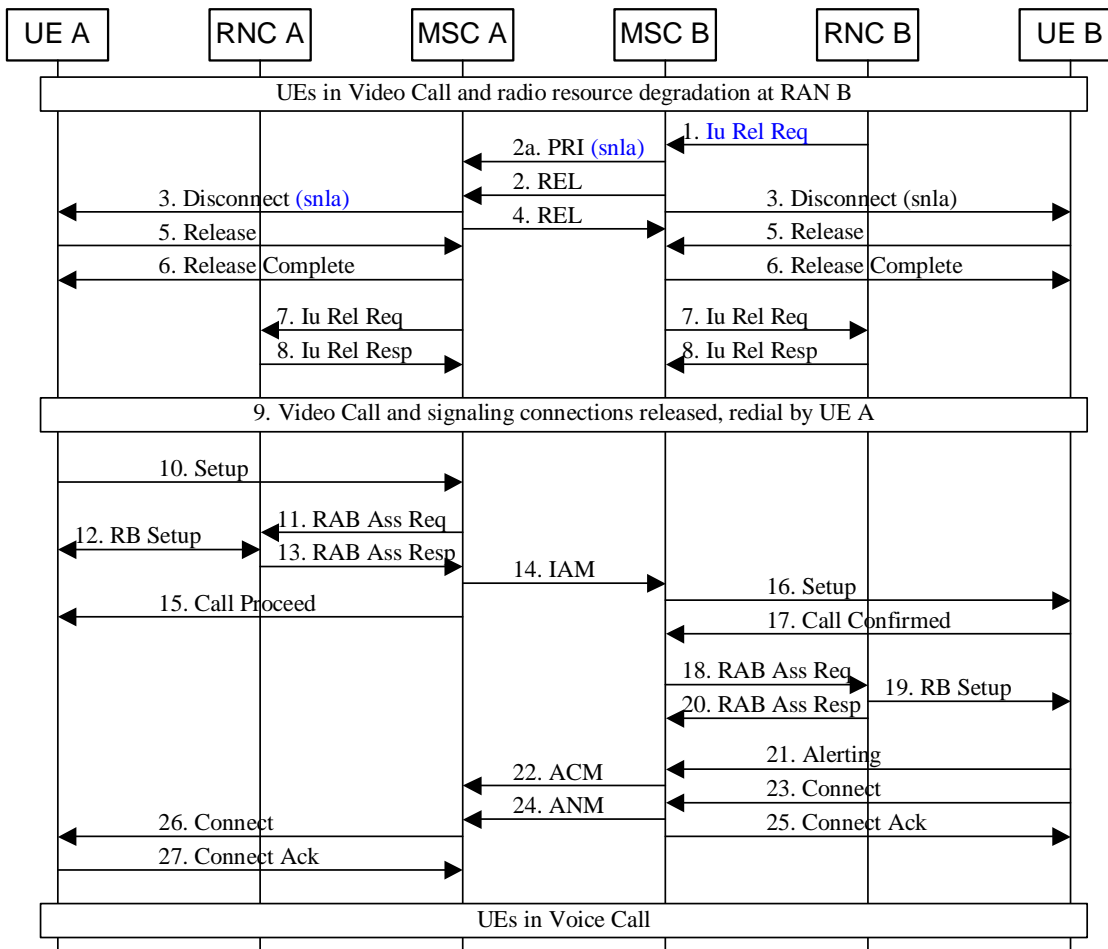 UE A RNC A MSC A MSC B RNC B UE B
UEs in Video Call and radio resource degradation at RAN B
1. Iu Rel Req
2a. PRI (snla)
2. REL
3. Disconnect (snla) 3. Disconnect (snla)
4. REL
5. Release 5. Release
6. Release Complete 6. Release Complete
7. Iu Rel Req 7. Iu Rel Req
8. Iu Rel Resp 8. Iu Rel Resp
9. Video Call and signaling connections released, redial by UE A
10. Setup
11. RAB Ass Req
12. RB Setup
13. RAB Ass Resp
14. IAM
16. Setup
15. Call Proceed
17. Call Confirmed
18. RAB Ass Req
19. RB Setup
20. RAB Ass Resp
21. Alerting
22. ACM
23. Connect
24. ANM
26. Connect 25. Connect Ack
27. Connect Ack
UEs in Voice Call